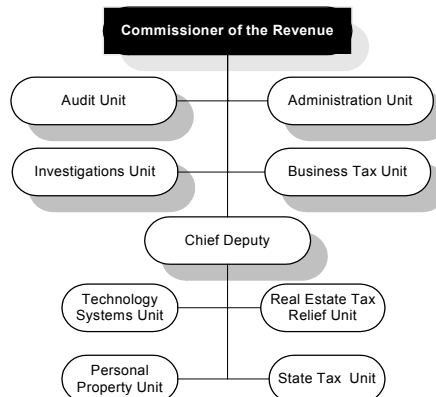 Commissioner of the Revenue
Audit Unit
Administration Unit
Investigations Unit
Business Tax Unit
Chief Deputy
Technology
Systems Unit
Real Estate Tax
Relief Unit
Personal
Property Unit
State Tax Unit